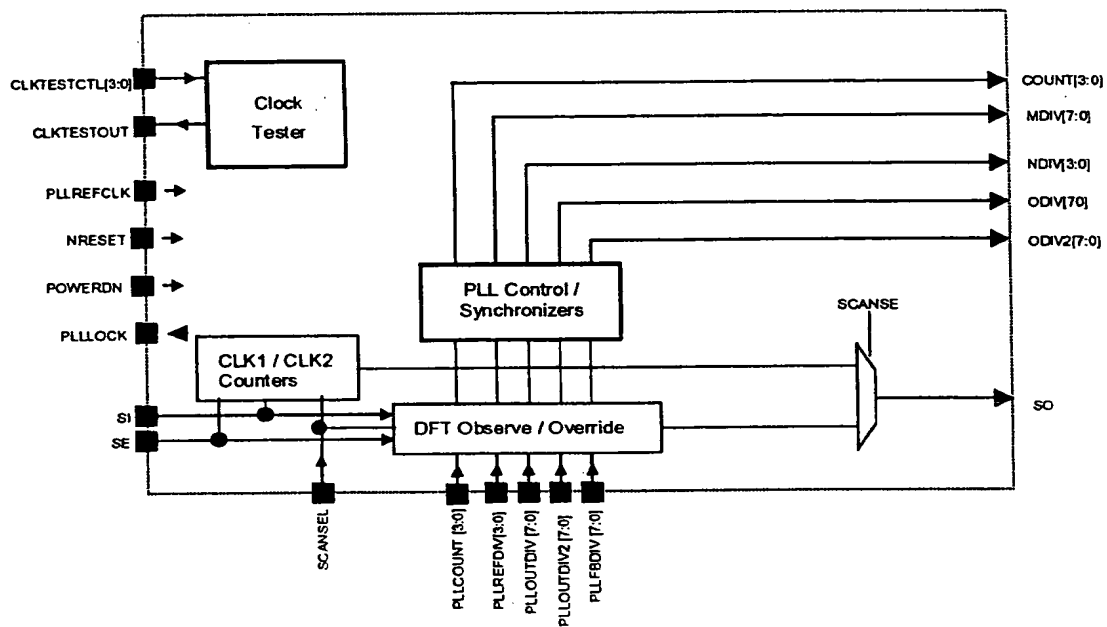 CLKTESTCTL[3:0]
Clock
Tester
CLKTESTOUT
PLLREFCLK
NRESET
POWERDN
PLLLOCK
COUNT[3:0]
MDIV[7:0]
NDIV[3:0]
ODIV[70]
ODIV2[7:0]
PLL Control /
Synchronizers
SCANSE
CLK1 / CLK2
Counters
SI
SE
DFT Observe / Override
SO
SCANSEL
PLLCOUNT [3:0]
PLLREFDIV[3:0]
PLLOUTDIV [7:0]
PLLOUTDIV2 [7:0]
PLLFBDIV [7:0]